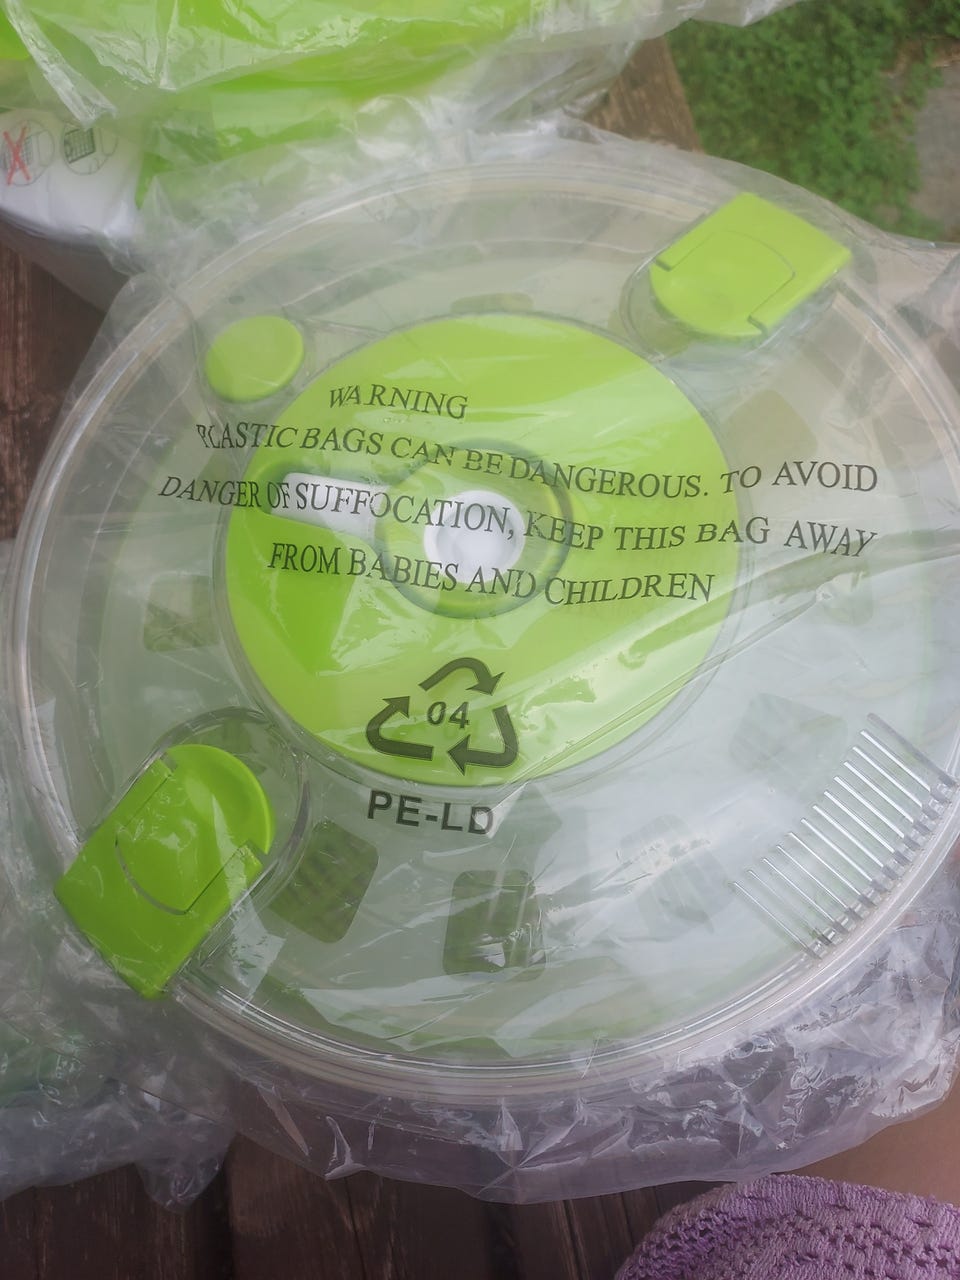 WARNING
PLASTIC BAGS CAN BE DANGEROUS. TO AVOID
DANGER OF SUFFOCATION, KEEP THIS BAG AWAY
FROM BABIES AND CHILDREN
04
PE-LD